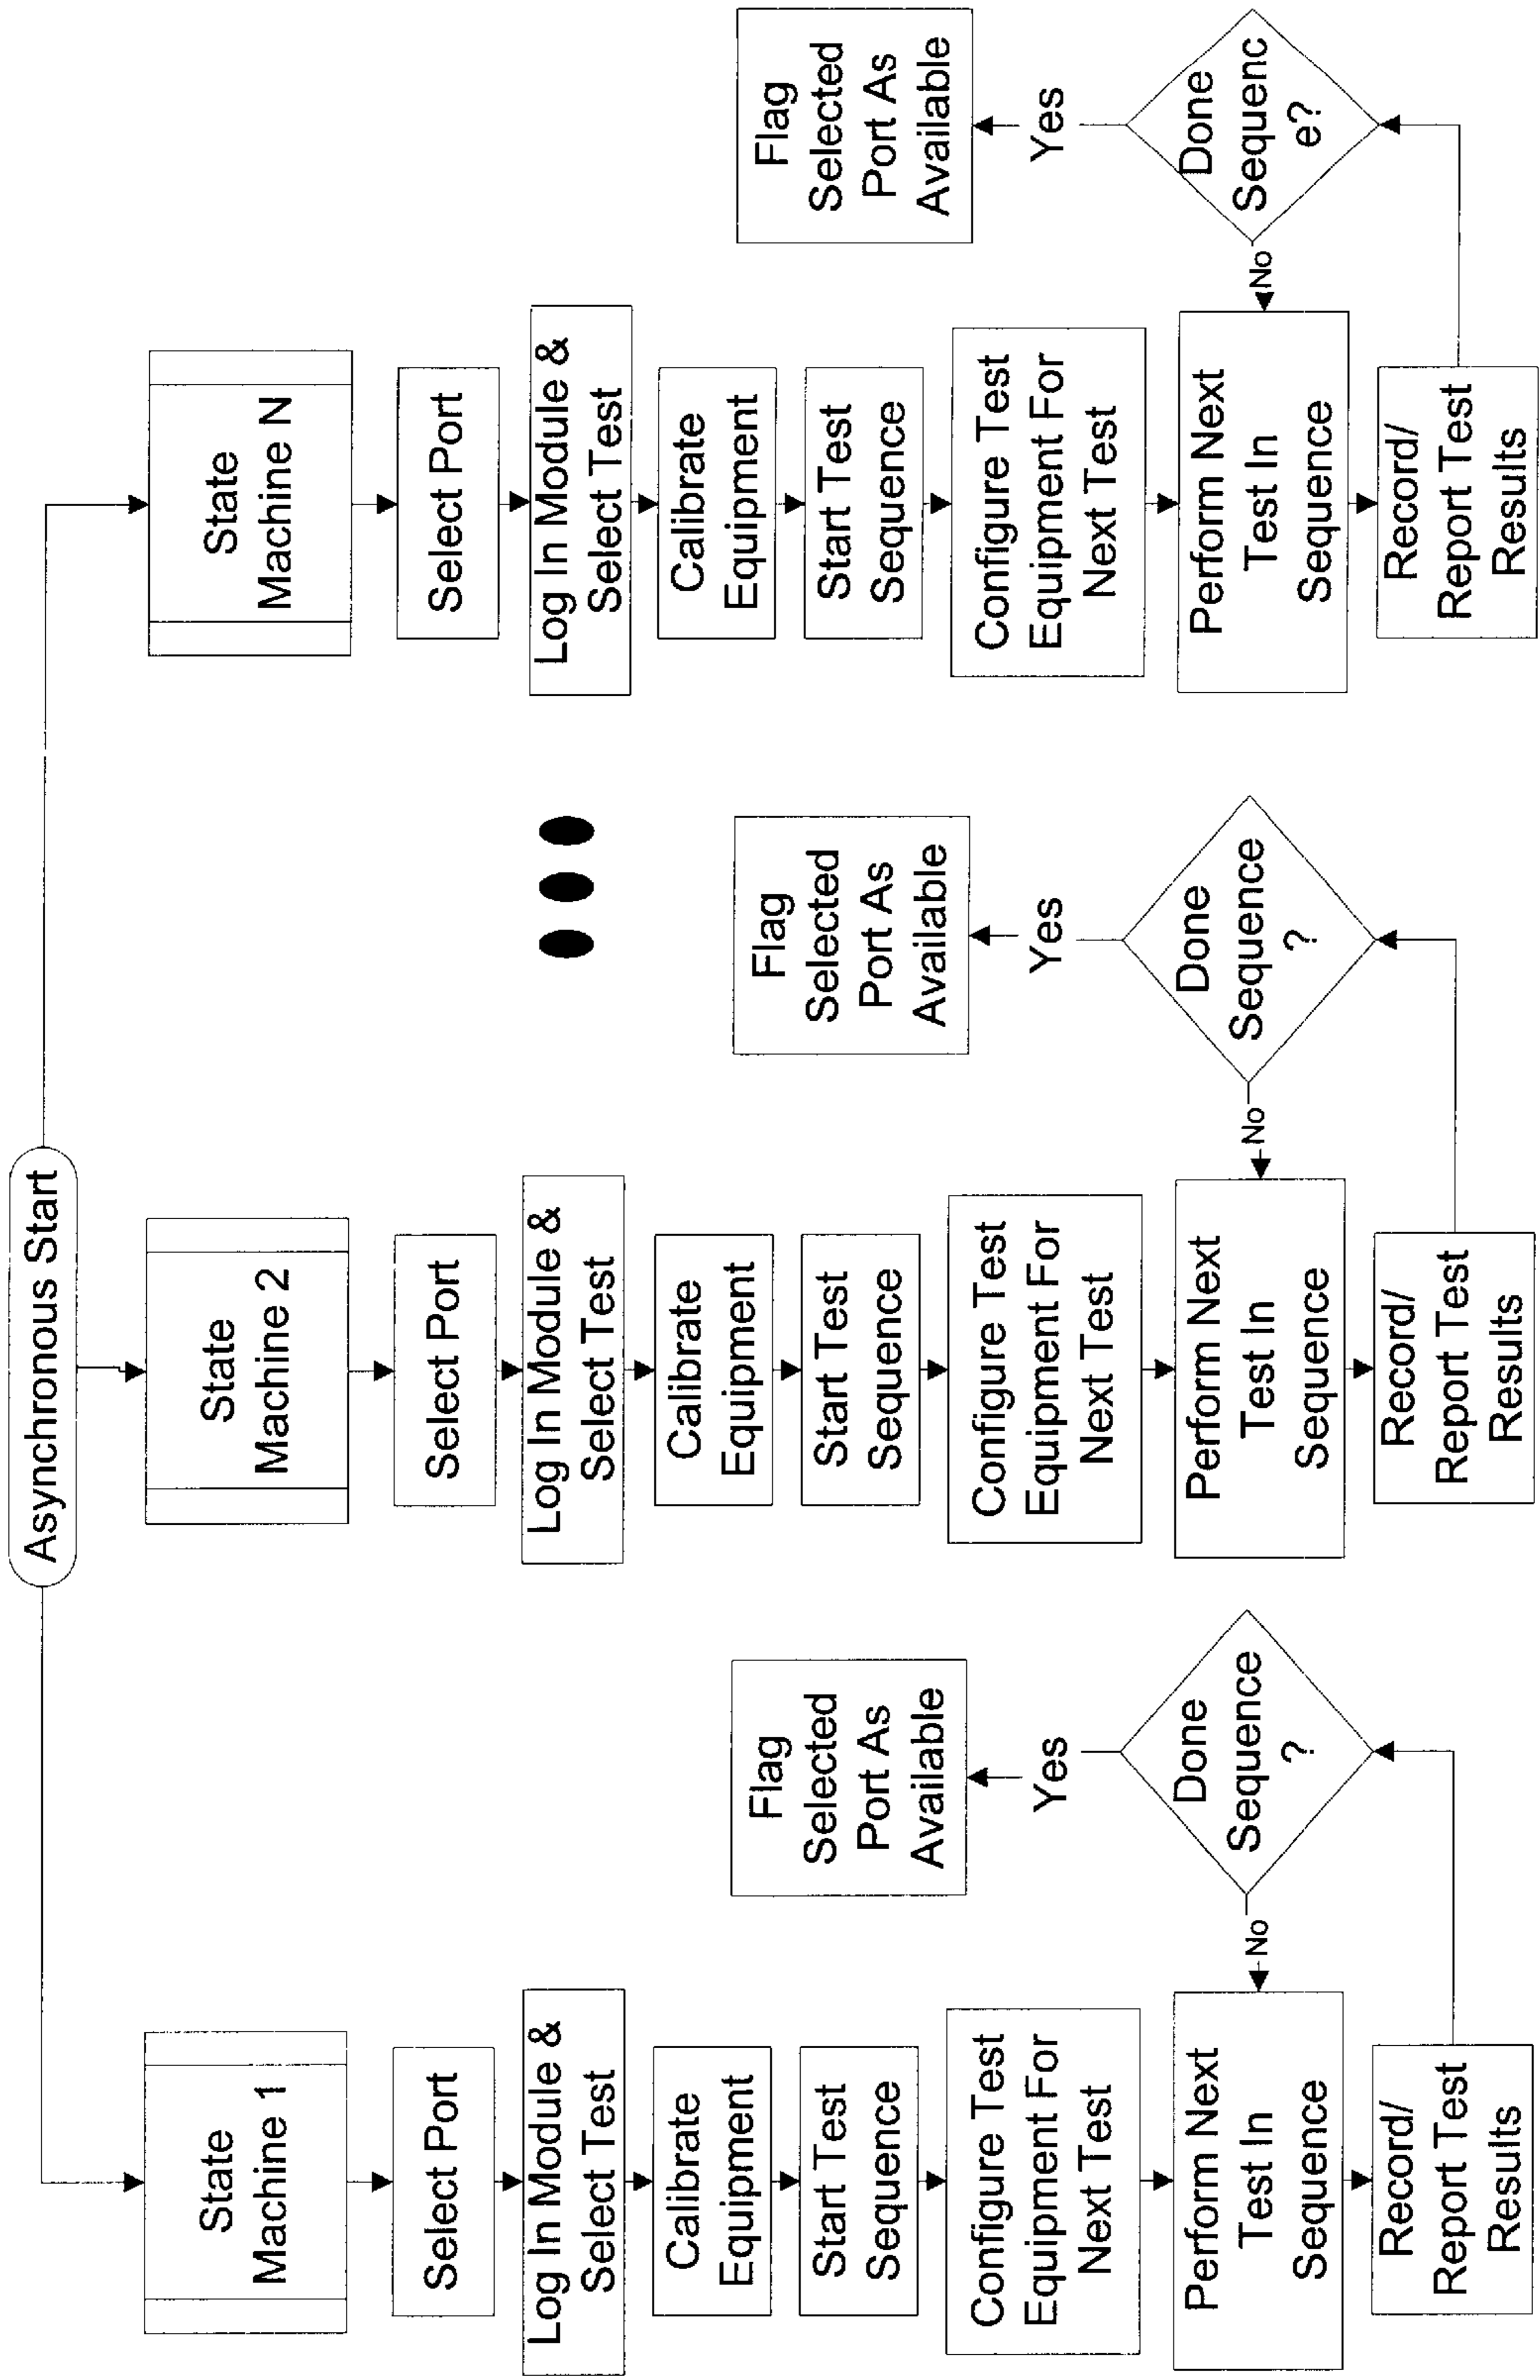 Asynchronous Start
State
Machine 1
Select Port
Log In Module &
Select Test
Calibrate
Equipment
Start Test
Sequence
Configure Test
Equipment For
Next Test
Perform Next
Test In
Sequence
Record/
Report Test
Results
Done
Sequence
?
No
Yes
Flag
Selected
Port As
Available
State
Machine 2
Select Port
Log In Module &
Select Test
Calibrate
Equipment
Start Test
Sequence
Configure Test
Equipment For
Next Test
Perform Next
Test In
Sequence
Record/
Report Test
Results
Done
Sequence
?
No
Yes
Flag
Selected
Port As
Available
State
Machine N
Select Port
Log In Module &
Select Test
Calibrate
Equipment
Start Test
Sequence
Configure Test
Equipment For
Next Test
Perform Next
Test In
Sequence
Record/
Report Test
Results
Done
Sequenc
e?
No
Yes
Flag
Selected
Port As
Available